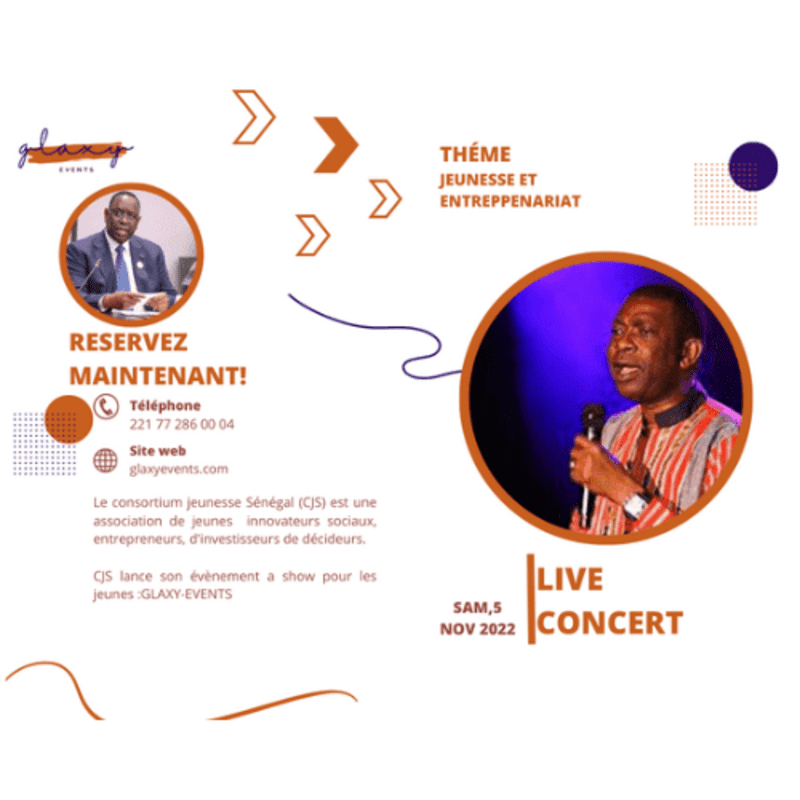 glaxy
EVENTS
RESERVEZ
MAINTENANT!
Téléphone
221 77 286 00 04
Site web
glaxyevents.com
Le consortium jeunesse Sénégal (CJS) est une
association de jeunes innovateurs sociaux,
entrepreneurs, d'investisseurs de décideurs.
CJS lance son évènement a show pour les
jeunes :GLAXY-EVENTS
THÉME
JEUNESSE ET
ENTREPPENARIAT
SAM,5
NOV 2022
LIVE
CONCERT